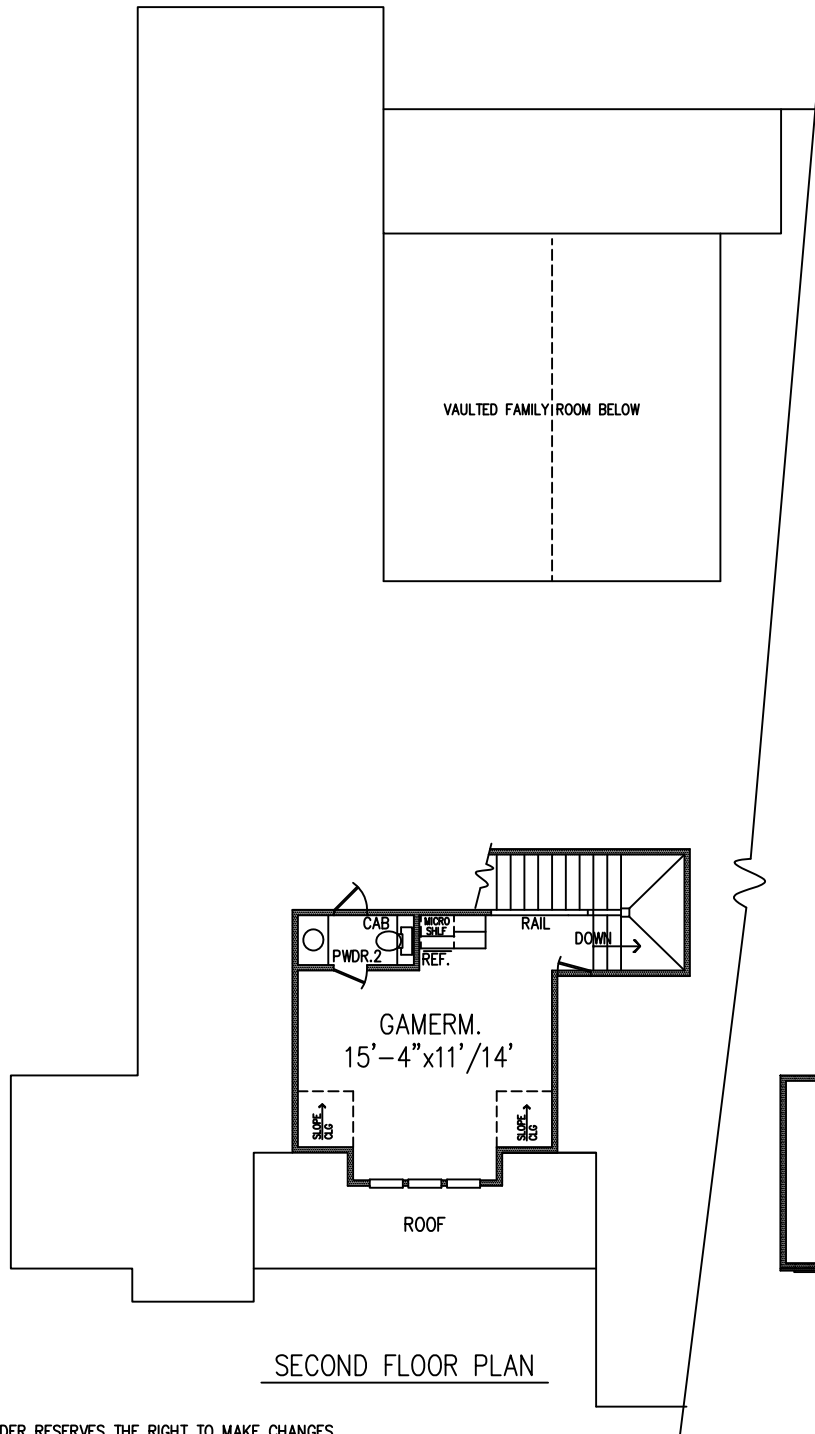 VAULTED FAMILY ROOM BELOW
CAB
MICRO
SHLF
RAIL
DOWN
PWDR.2
REF.
GAMERM.
15'-4"x11'/14'
SLOPE
CLG
SLOPE
CLG
ROOF
SECOND FLOOR PLAN
RESERVES THE RIGHT TO MAKE CHANGES